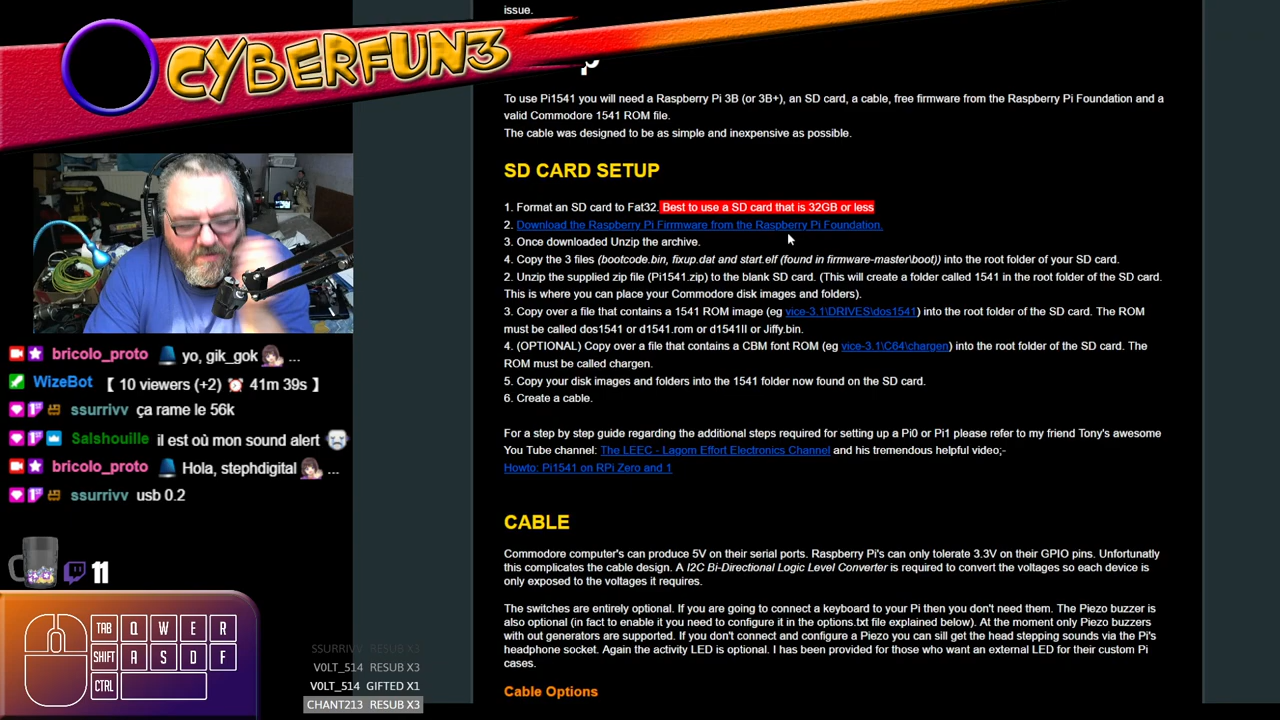 issue.
CYBERFUN3
To use Pi1541 you will need a Raspberry Pi 3B (or 3B+), an SD card, a cable, free firmware from the Raspberry Pi Foundation and a
valid Commodore 1541 ROM file.
The cable was designed to be as simple and inexpensive as possible.
SD CARD SETUP
1. Format an SD card to Fat32. Best to use a SD card that is 32GB or less
2. Download the Raspberry Pi Firrmware from the Raspberry Pi Foundation.
3. Once downloaded Unzip the archive.
4. Copy the 3 files (bootcode.bin, fixup.dat and start.elf (found in firmware-master\boot)) into the root folder of your SD card.
2. Unzip the supplied zip file (Pi1541.zip) to the blank SD card. (This will create a folder called 1541 in the root folder of the SD card.
This is where you can place your Commodore disk images and folders).
3. Copy over a file that contains a 1541 ROM image (eg vice-3.1\DRIVES\dos1541) into the root folder of the SD card. The ROM
must be called dos1541 or d1541.rom or d1541II or Jiffy.bin.
4. (OPTIONAL) Copy over a file that contains a CBM font ROM (eg vice-3.1\C64\chargen) into the root folder of the SD card. The
ROM must be called chargen.
5. Copy your disk images and folders into the 1541 folder now found on the SD card.
6. Create a cable.
For a step by step guide regarding the additional steps required for setting up a Pi0 or Pi1 please refer to my friend Tony's awesome
You Tube channel: The LEEC - Lagom Effort Electronics Channel and his tremendous helpful video;-
Howto: Pi1541 on RPi Zero and 1
CABLE
Commodore computer's can produce 5V on their serial ports. Raspberry Pi's can only tolerate 3.3V on their GPIO pins. Unfortunatly
this complicates the cable design. A I2C Bi-Directional Logic Level Converter is required to convert the voltages so each device is
only exposed to the voltages it requires.
The switches are entirely optional. If you are going to connect a keyboard to your Pi then you don't need them. The Piezo buzzer is
also optional (in fact to enable it you need to configure it in the options.txt file explained below). At the moment only Piezo buzzers
with out generators are supported. If you don't connect and configure a Piezo you can sill get the head stepping sounds via the Pi's
headphone socket. Again the activity LED is optional. I has been provided for those who want an external LED for their custom Pi
cases.
Cable Options
bricolo_proto yo, gik_gok ...
WizeBot 【 10 viewers (+2) 41m 39s 】
ssurrivv ça rame le 56k
Salshouille il est où mon sound alert
bricolo_proto Hola, stephdigital ...
ssurrivv usb 0.2
11
TAB Q W E R
SHIFT A S D F
CTRL
SSURRIVV RESUB X3
V0LT_514 RESUB X3
V0LT_514 GIFTED X1
CHANT213 RESUB X3